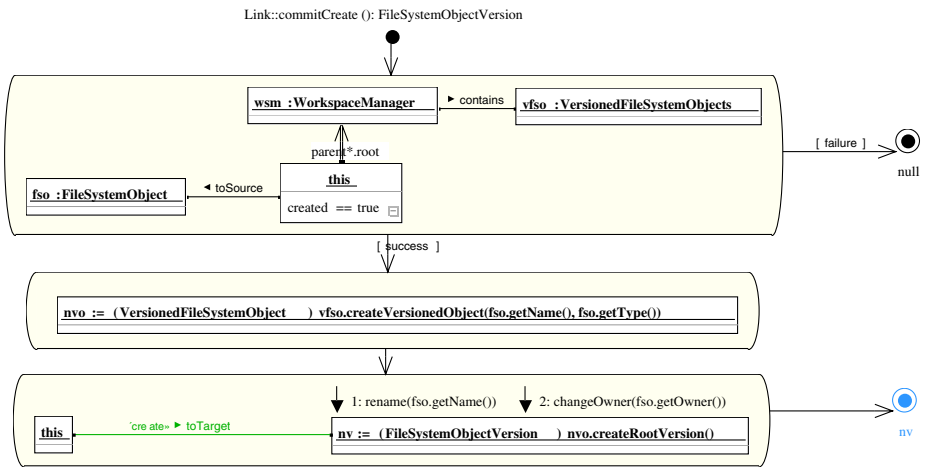 Link::commitCreate (): FileSystemObjectVersion
wsm :WorkspaceManager
► contains
vfso :VersionedFileSystemObjects
[ failure ]
null
parent*.root
this
created == true
◄ toSource
fso :FileSystemObject
[ success ]
nvo := (VersionedFileSystemObject ) vfso.createVersionedObject(fso.getName(), fso.getType())
1: rename(fso.getName())
2: changeOwner(fso.getOwner())
this
'cre ate» ► toTarget
nv := (FileSystemObjectVersion ) nvo.createRootVersion()
nv